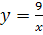 y = 9/x